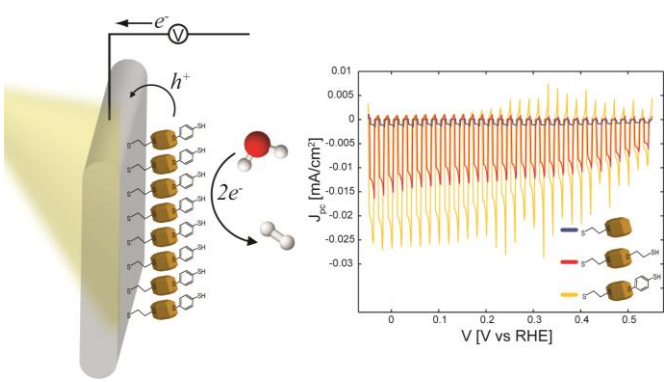 e⁻
V
h⁺
S SH
S SH
S SH
S SH
S SH
S SH
S SH
S SH
2e⁻
Jpc [mA/cm²]
0.01
0.005
0
-0.005
-0.01
-0.015
-0.02
-0.025
-0.03
S
S SH
S SH
0 0.1 0.2 0.3 0.4 0.5
V [V vs RHE]